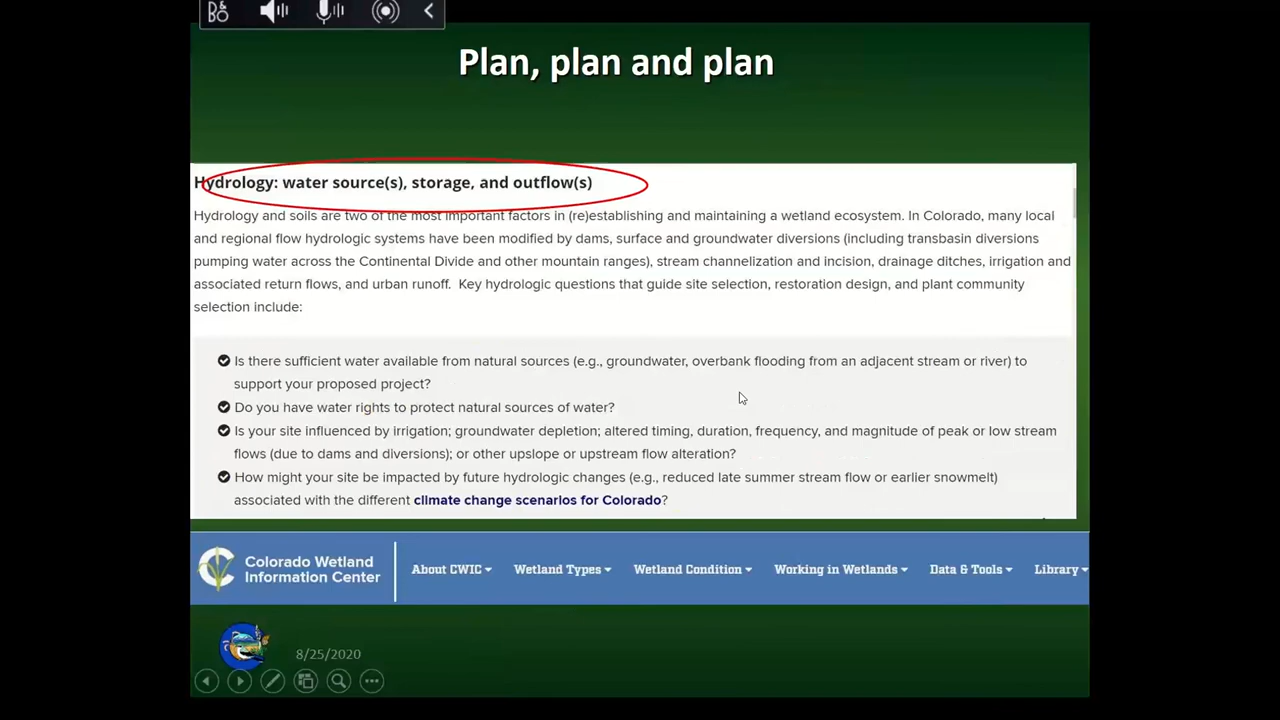 Plan, plan and plan
Hydrology: water source(s), storage, and outflow(s)
Hydrology and soils are two of the most important factors in (re)establishing and maintaining a wetland ecosystem. In Colorado, many local
and regional flow hydrologic systems have been modified by dams, surface and groundwater diversions (including transbasin diversions
pumping water across the Continental Divide and other mountain ranges), stream channelization and incision, drainage ditches, irrigation and
associated return flows, and urban runoff. Key hydrologic questions that guide site selection, restoration design, and plant community
selection include:
Is there sufficient water available from natural sources (e.g., groundwater, overbank flooding from an adjacent stream or river) to
support your proposed project?
Do you have water rights to protect natural sources of water?
Is your site influenced by irrigation; groundwater depletion; altered timing, duration, frequency, and magnitude of peak or low stream
flows (due to dams and diversions); or other upslope or upstream flow alteration?
How might your site be impacted by future hydrologic changes (e.g., reduced late summer stream flow or earlier snowmelt)
associated with the different climate change scenarios for Colorado?
Colorado Wetland
Information Center
About CWIC
Wetland Types
Wetland Condition
Working in Wetlands
Data & Tools
Library
8/25/2020